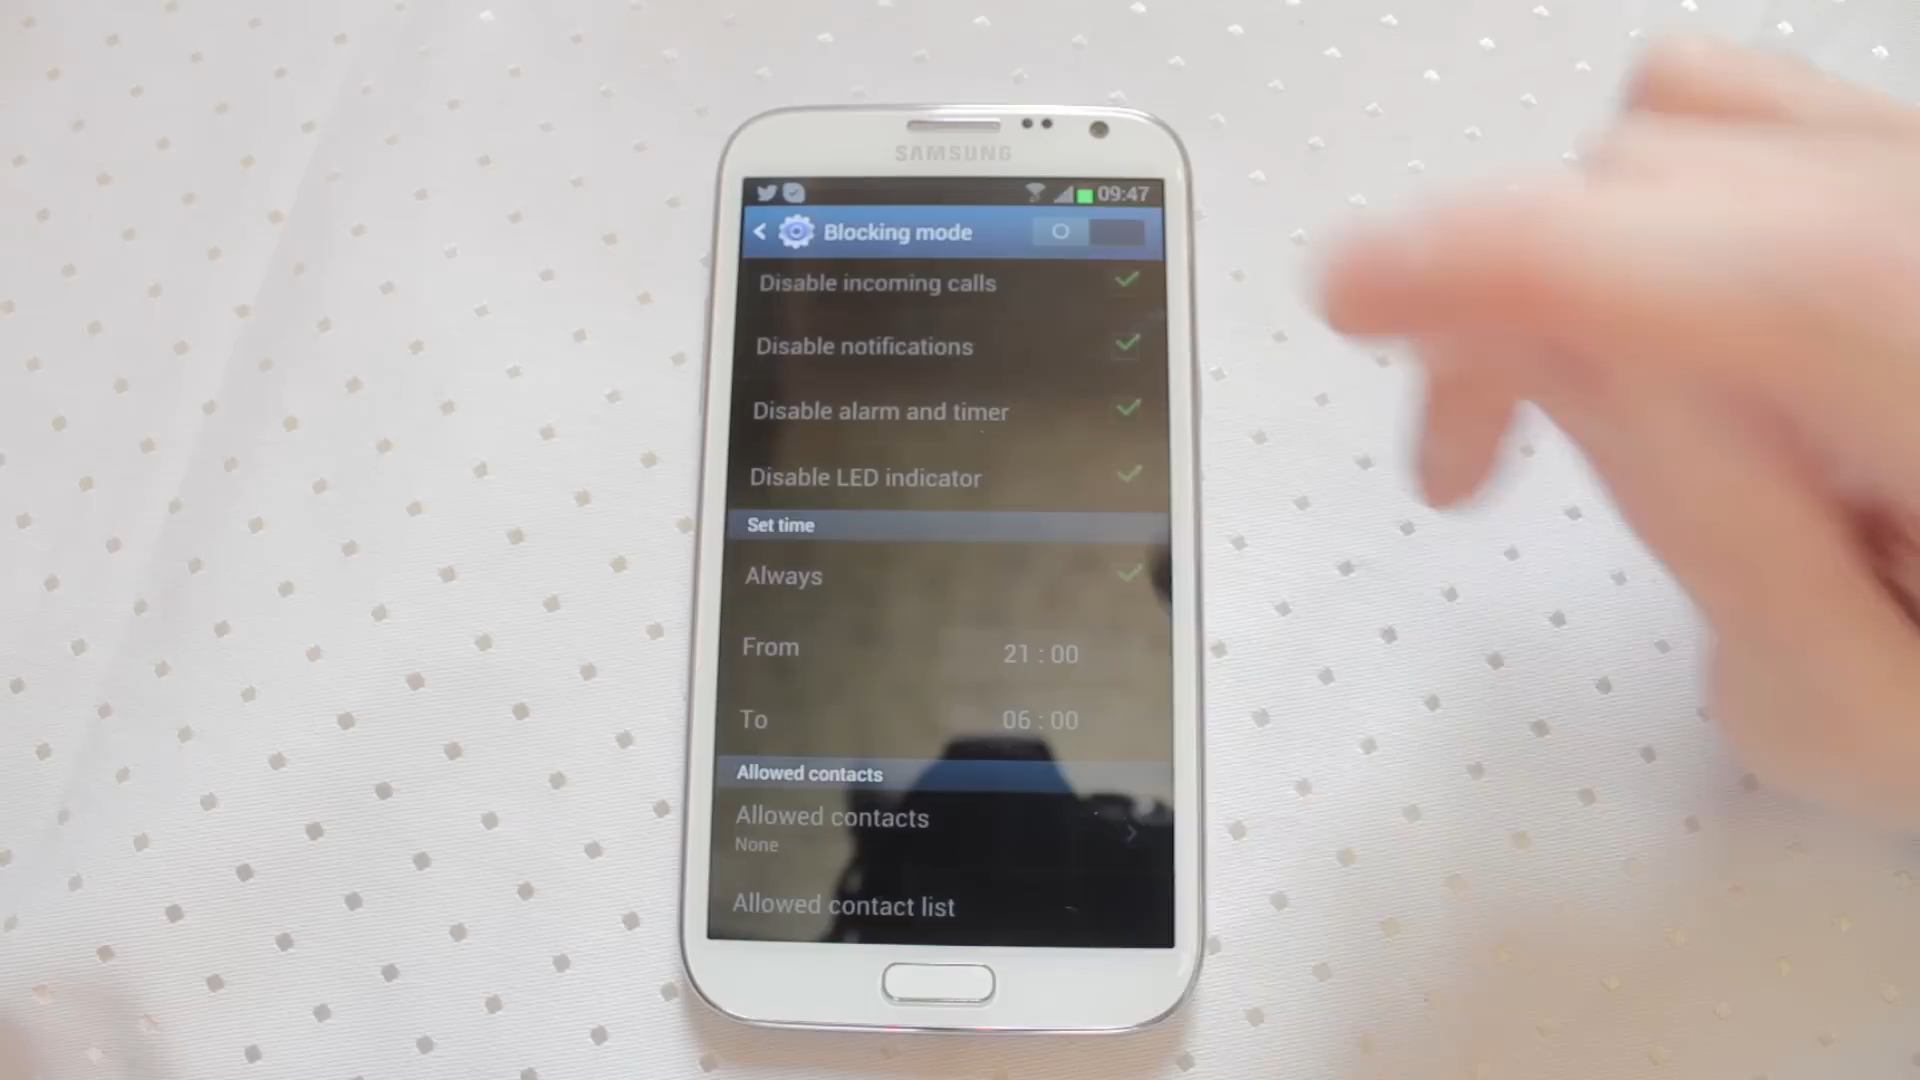 SAMSUNG
09:47
Blocking mode
Disable incoming calls
Disable notifications
Disable alarm and timer
Disable LED indicator
Set time
Always
From 21 : 00
To 06 : 00
Allowed contacts
Allowed contacts
None
Allowed contact list